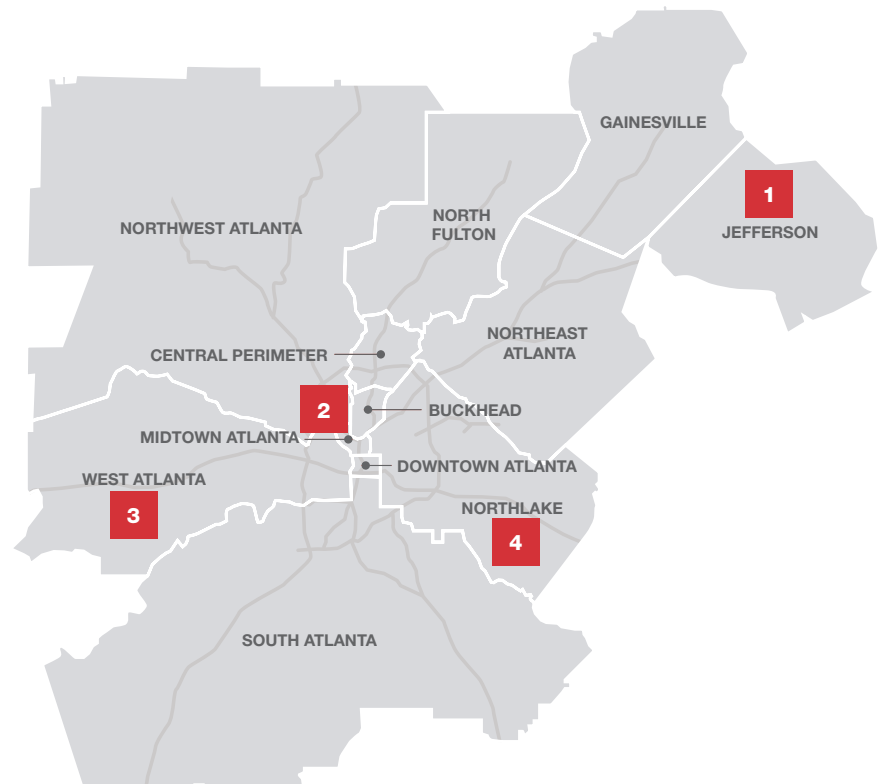 GAINESVILLE
1
JEFFERSON
NORTH
FULTON
NORTHWEST ATLANTA
NORTHEAST
ATLANTA
CENTRAL PERIMETER
2
BUCKHEAD
MIDTOWN ATLANTA
DOWNTOWN ATLANTA
WEST ATLANTA
3
NORTHLAKE
4
SOUTH ATLANTA